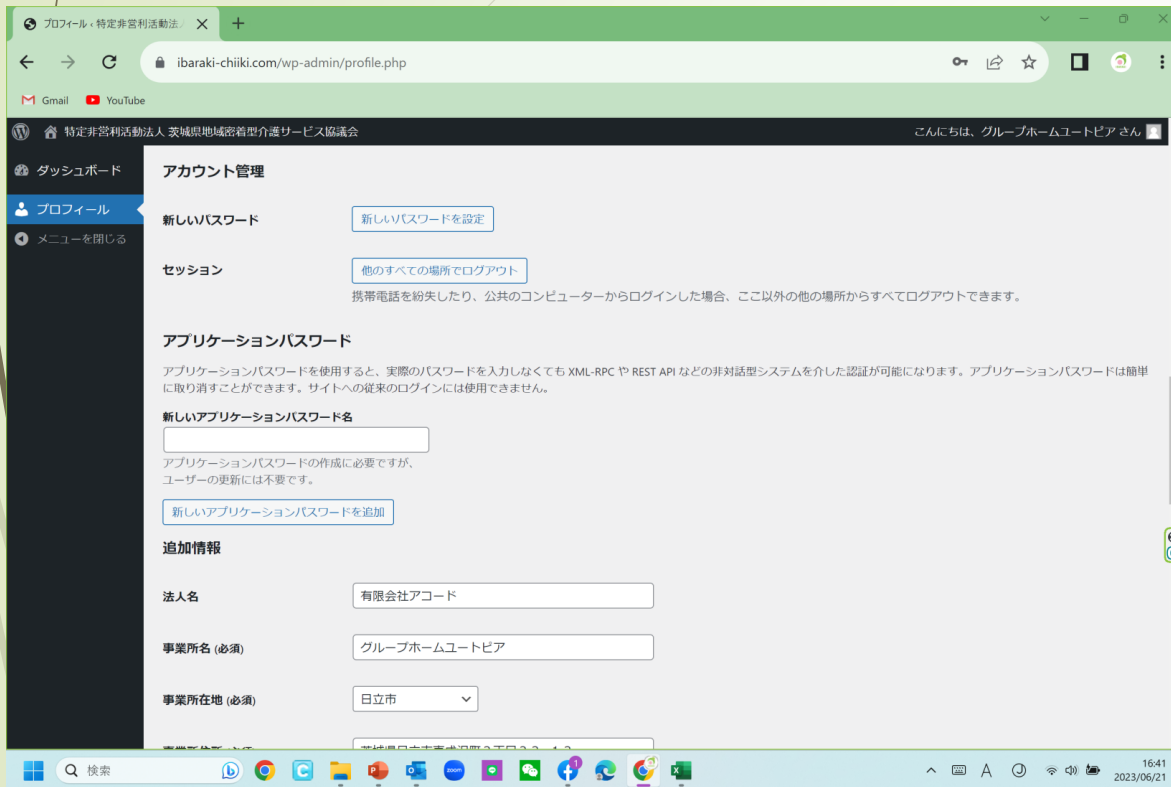 プロフィール ‹ 特定非営利活動法人
ibaraki-chiiki.com/wp-admin/profile.php
Gmail YouTube
特定非営利活動法人 茨城県地域密着型介護サービス協議会
こんにちは、グループホームユートピア さん
ダッシュボード
プロフィール
メニューを閉じる
アカウント管理
新しいパスワード
新しいパスワードを設定
セッション
他のすべての場所でログアウト
携帯電話を紛失したり、公共のコンピューターからログインした場合、ここ以外の他の場所からすべてログアウトできます。
アプリケーションパスワード
アプリケーションパスワードを使用すると、実際のパスワードを入力しなくても XML-RPC や REST API などの非対話型システムを介した認証が可能になります。アプリケーションパスワードは簡単
に取り消すことができます。サイトへの従来のログインには使用できません。
新しいアプリケーションパスワード名
アプリケーションパスワードの作成に必要ですが、
ユーザーの更新には不要です。
新しいアプリケーションパスワードを追加
追加情報
法人名
有限会社アコード
事業所名 (必須)
グループホームユートピア
事業所在地 (必須)
日立市
検索
zoom
A
16:41
2023/06/21